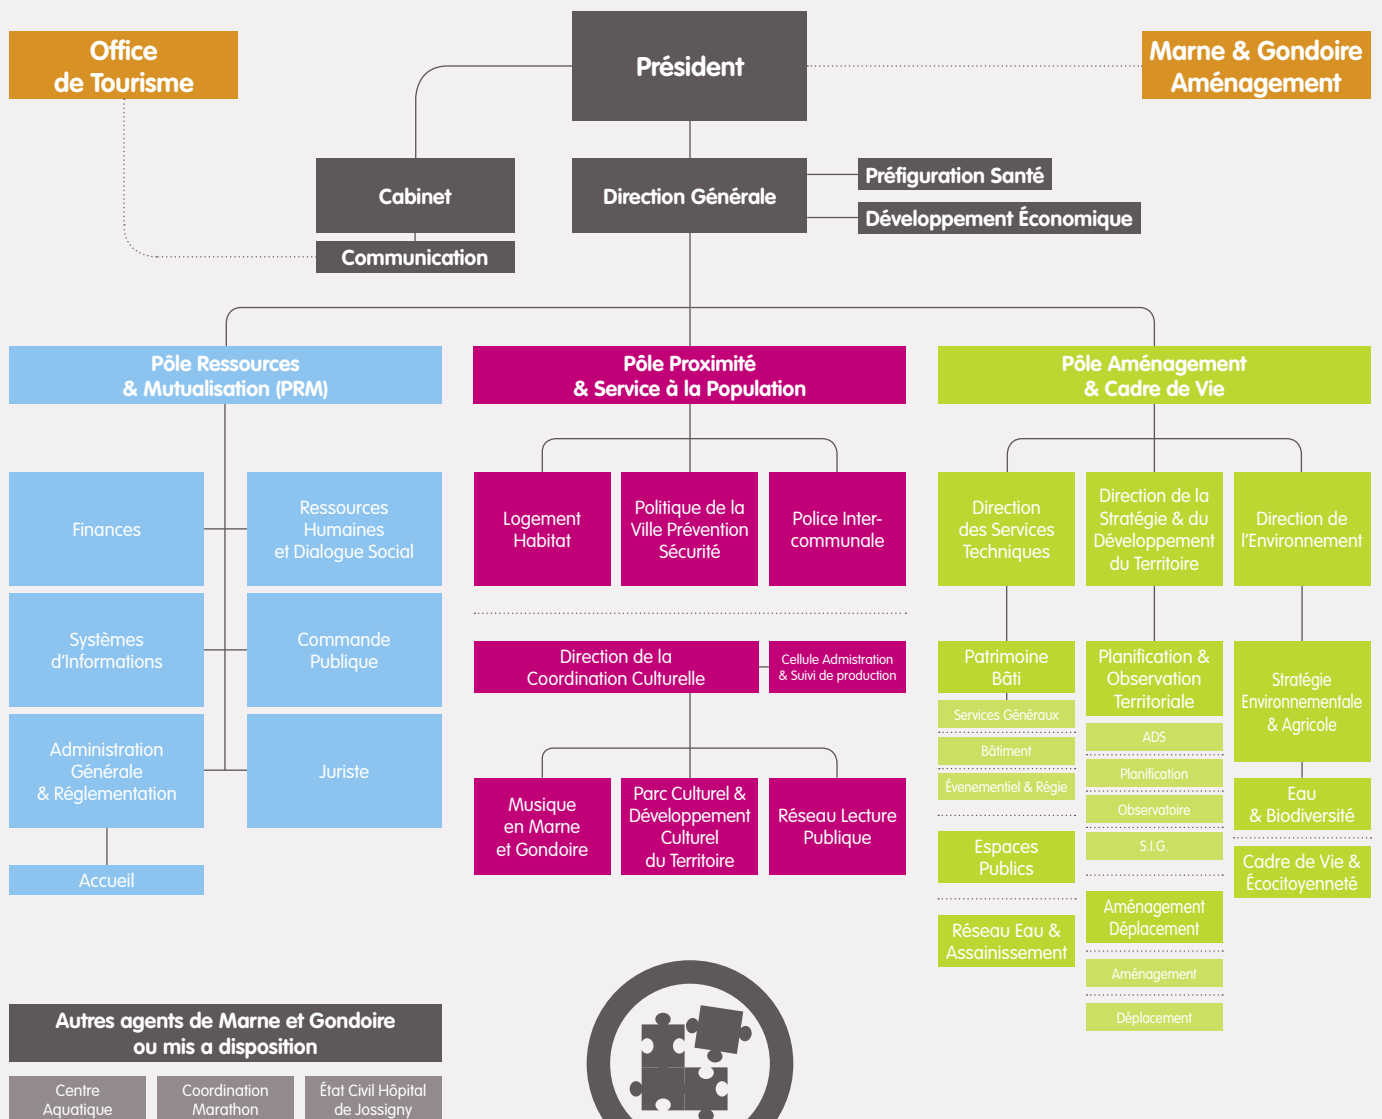 Office
de Tourisme
Président
Marne & Gondoire
Aménagement
Cabinet
Communication
Direction Générale
Préfiguration Santé
Développement Économique
Pôle Ressources
& Mutualisation (PRM)
Pôle Proximité
& Service à la Population
Pôle Aménagement
& Cadre de Vie
Finances
Ressources
Humaines
et Dialogue Social
Systèmes
d'Informations
Commande
Publique
Administration
Générale
& Réglementation
Juriste
Accueil
Logement
Habitat
Politique de la
Ville Prévention
Sécurité
Police Inter-
communale
Direction de la
Coordination Culturelle
Cellule Admistration
& Suivi de production
Musique
en Marne
et Gondoire
Parc Culturel &
Développement
Culturel
du Territoire
Réseau Lecture
Publique
Direction
des Services
Techniques
Direction de la
Stratégie & du
Développement
du Territoire
Direction de
l'Environnement
Patrimoine
Bâti
Services Généraux
Bâtiment
Évenementiel & Régie
Espaces
Publics
Réseau Eau &
Assainissement
Planification &
Observation
Territoriale
ADS
Planification
Observatoire
S.I.G.
Aménagement
Déplacement
Aménagement
Déplacement
Stratégie
Environnementale
& Agricole
Eau
& Biodiversité
Cadre de Vie &
Écocitoyenneté
Autres agents de Marne et Gondoire
ou mis a disposition
Centre
Aquatique
Coordination
Marathon
État Civil Hôpital
de Jossigny